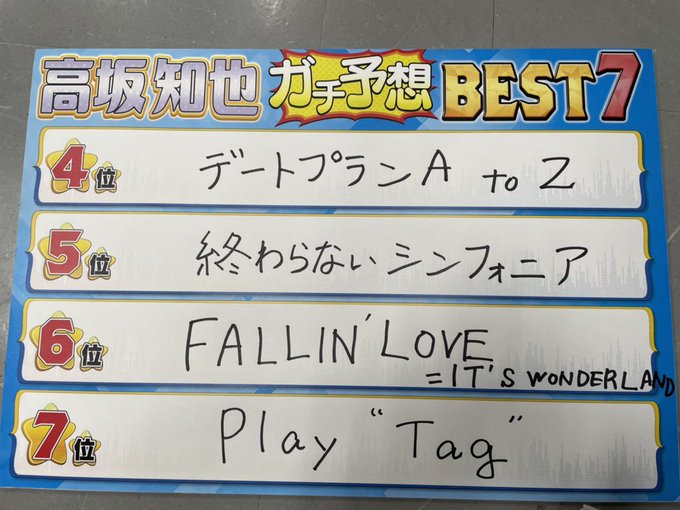 高坂知也 ガチ予想 BEST7
4位 デートプランA to Z
5位 終わらないシンフォニア
6位 FALLIN' LOVE
=IT'S WONDERLAND
7位 Play "Tag"